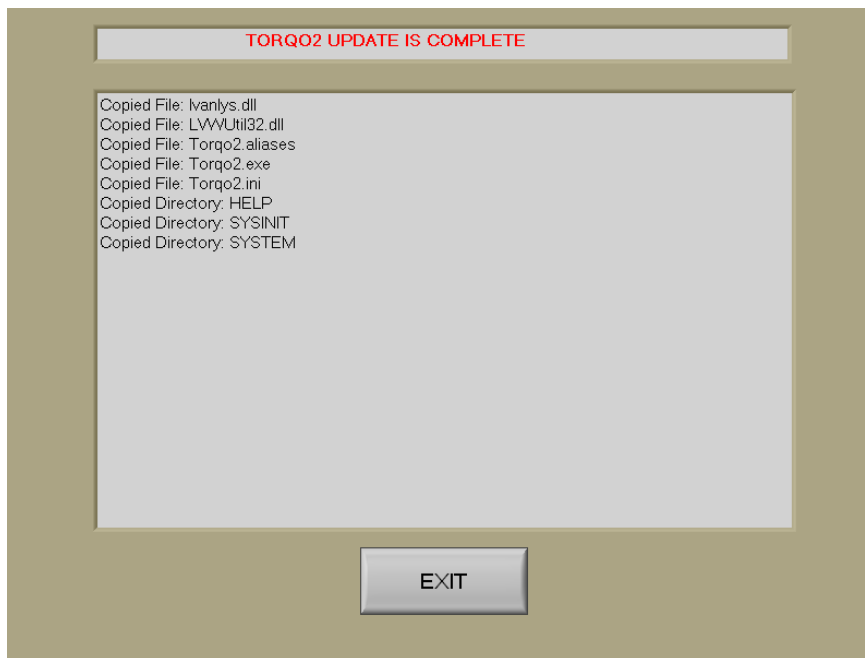 TORQO2 UPDATE IS COMPLETE
Copied File: lvanlys.dll
Copied File: LVWUtil32.dll
Copied File: Torqo2.aliases
Copied File: Torqo2.exe
Copied File: Torqo2.ini
Copied Directory: HELP
Copied Directory: SYSINIT
Copied Directory: SYSTEM
EXIT